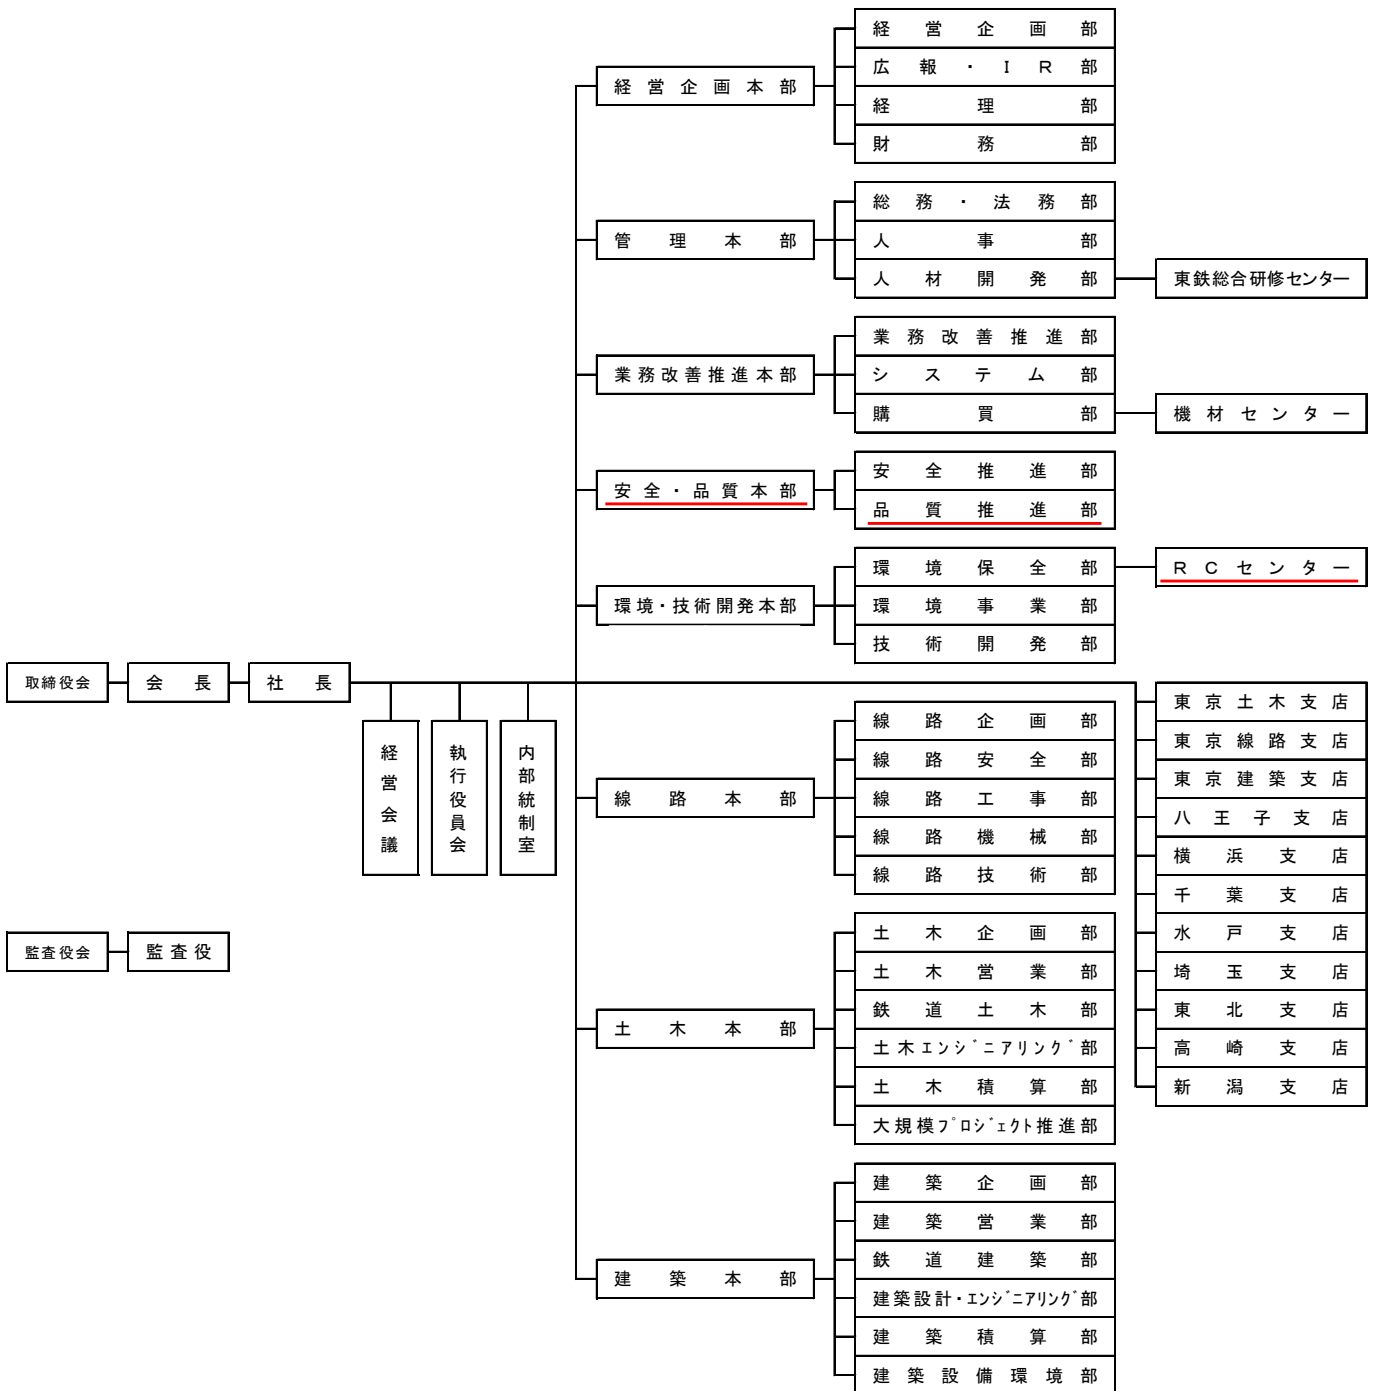 経営企画部
広報・IR部
経営企画本部
経理部
財務部
総務・法務部
管理本部
人事部
人材開発部
東鉄総合研修センター
業務改善推進部
業務改善推進本部
システム部
購買部
機材センター
安全・品質本部
安全推進部
品質推進部
環境保全部
RCセンター
環境・技術開発本部
環境事業部
技術開発部
取締役会
会長
社長
経営会議
執行役員会
内部統制室
線路企画部
線路安全部
線路本部
線路工事部
線路機械部
線路技術部
東京土木支店
東京線路支店
東京建築支店
八王子支店
横浜支店
千葉支店
水戸支店
埼玉支店
東北支店
高崎支店
新潟支店
監査役会
監査役
土木企画部
土木営業部
鉄道土木部
土木本部
土木エンジニアリング部
土木積算部
大規模プロジェクト推進部
建築企画部
建築営業部
鉄道建築部
建築本部
建築設計・エンジニアリング部
建築積算部
建築設備環境部